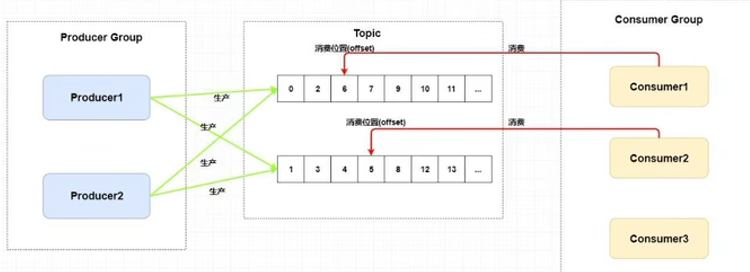 Producer Group
Topic
Consumer Group
消费位置(offset)
消费
Producer1
生产
0 2 6 7 9 10 11 ...
Consumer1
生产
消费位置(offset)
消费
生产
Consumer2
1 3 4 5 8 12 13 ...
Producer2
生产
Consumer3